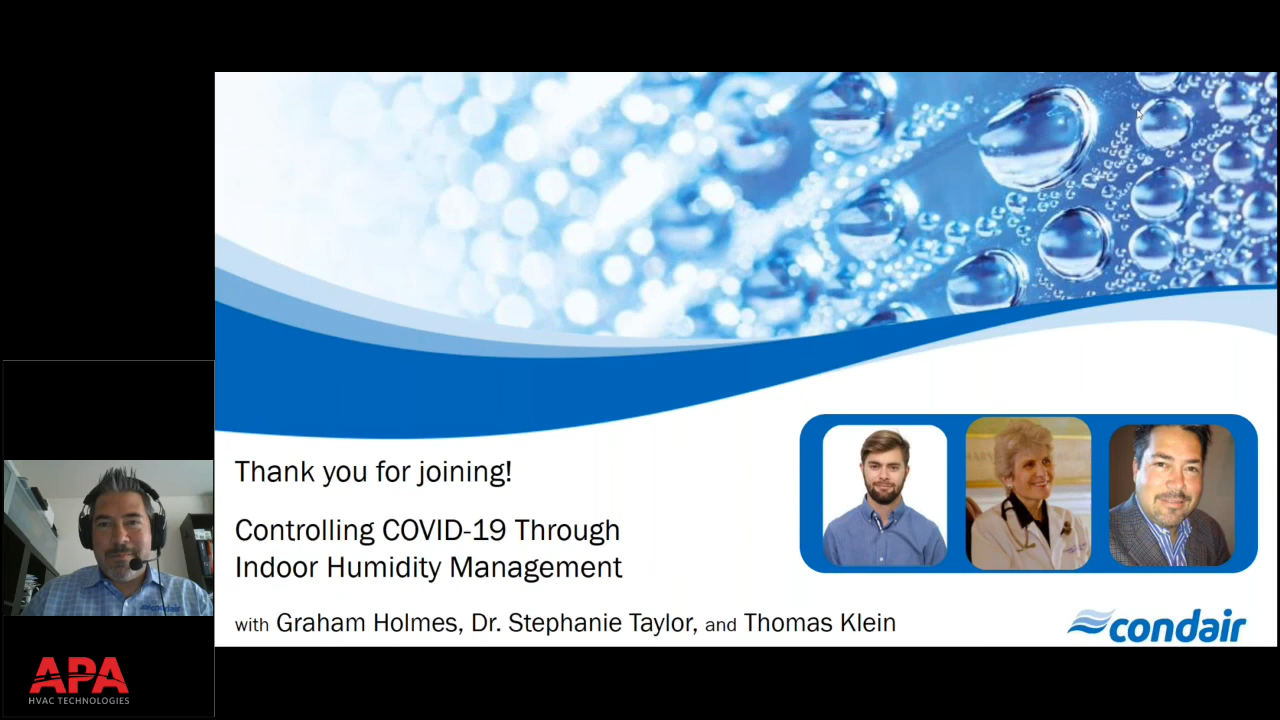 Thank you for joining!
Controlling COVID-19 Through
Indoor Humidity Management
with Graham Holmes, Dr. Stephanie Taylor, and Thomas Klein
condair
condair
APA
HVAC TECHNOLOGIES